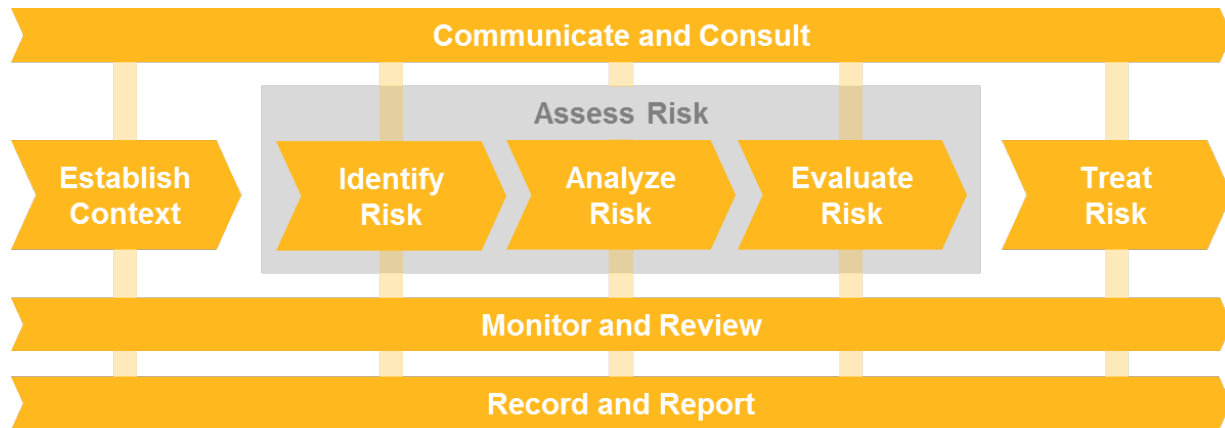 Communicate and Consult
Assess Risk
Establish
Context
Identify
Risk
Analyze
Risk
Evaluate
Risk
Treat
Risk
Monitor and Review
Record and Report